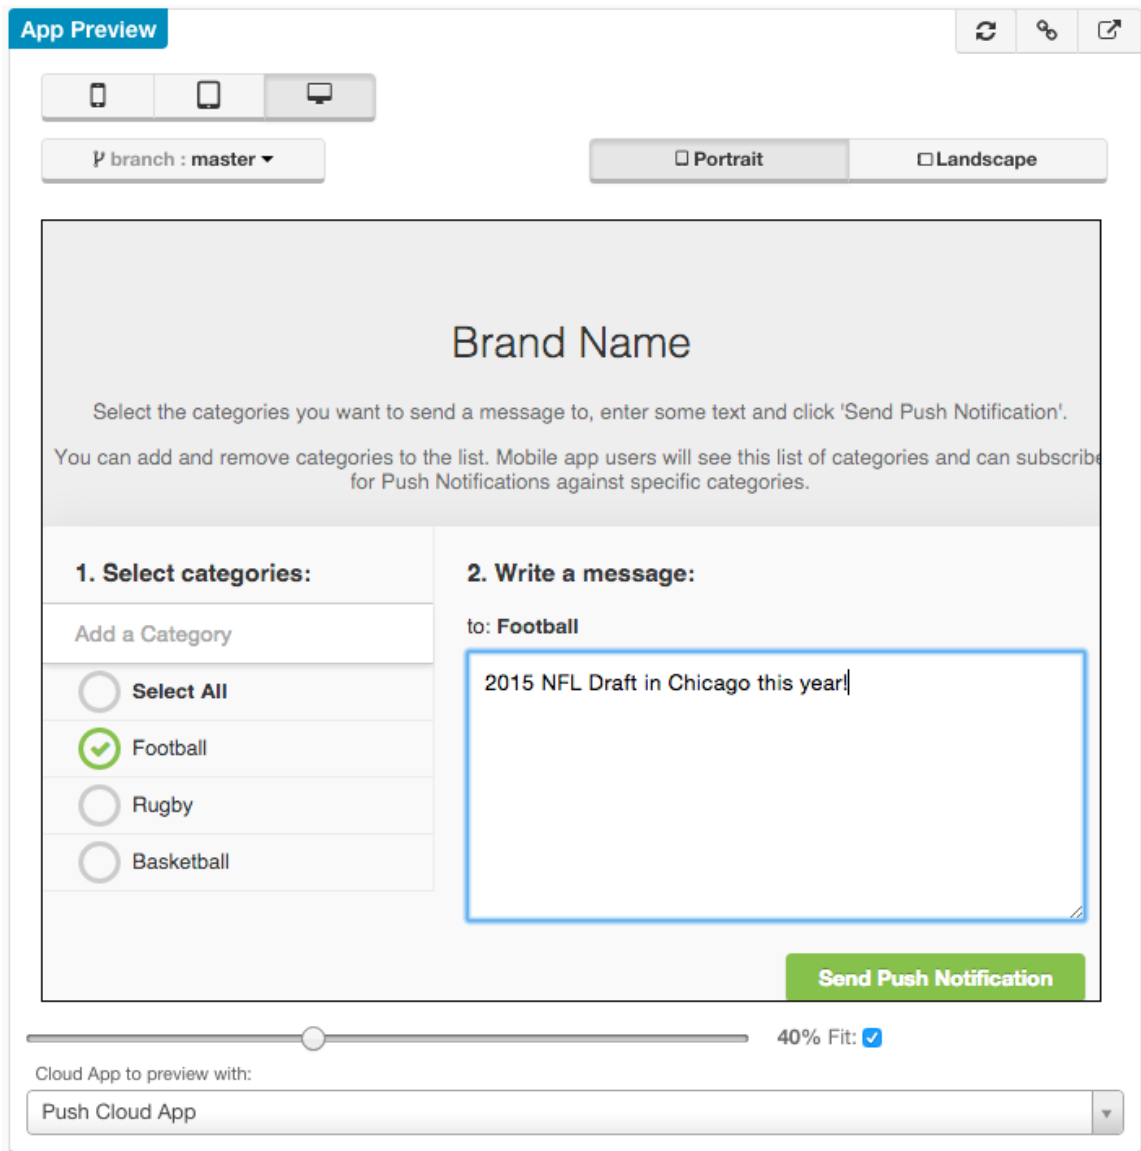 App Preview
branch : master
Portrait
Landscape
Brand Name
Select the categories you want to send a message to, enter some text and click 'Send Push Notification'.
You can add and remove categories to the list. Mobile app users will see this list of categories and can subscribe
for Push Notifications against specific categories.
1. Select categories:
Add a Category
Select All
Football
Rugby
Basketball
2. Write a message:
to: Football
2015 NFL Draft in Chicago this year!
Send Push Notification
40% Fit:
Cloud App to preview with:
Push Cloud App